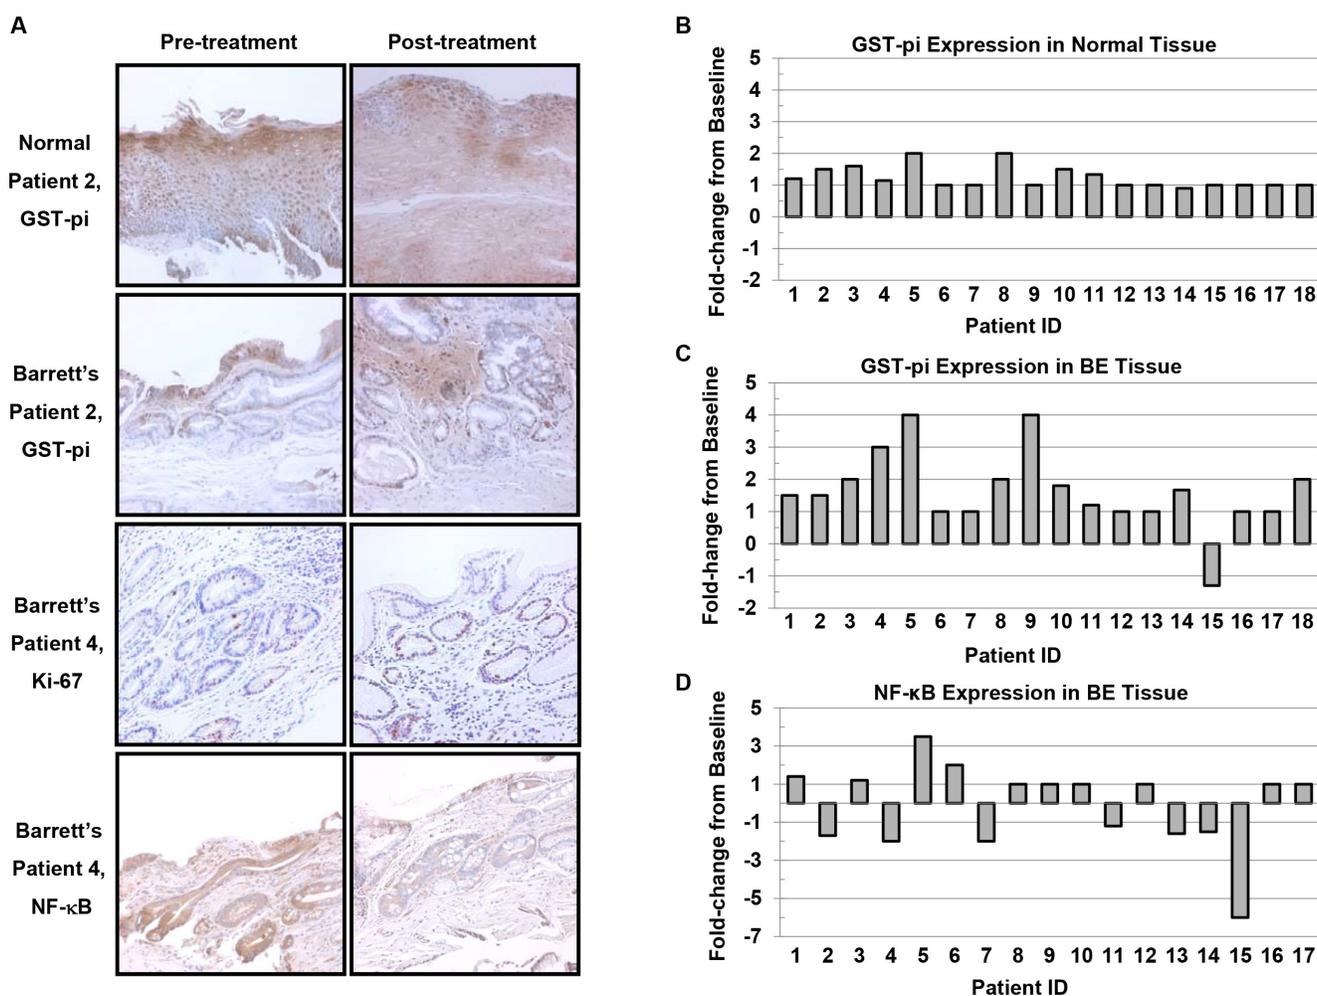 A
Pre-treatment
Post-treatment
Normal
Patient 2,
GST-pi
Barrett's
Patient 2,
GST-pi
Barrett's
Patient 4,
Ki-67
Barrett's
Patient 4,
NF-κB
B
GST-pi Expression in Normal Tissue
Fold-change from Baseline
5
4
3
2
1
0
-1
-2
1 2 3 4 5 6 7 8 9 10 11 12 13 14 15 16 17 18
Patient ID
C
GST-pi Expression in BE Tissue
Fold-hange from Baseline
5
4
3
2
1
0
-1
-2
1 2 3 4 5 6 7 8 9 10 11 12 13 14 15 16 17 18
Patient ID
D
NF-κB Expression in BE Tissue
Fold-change from Baseline
5
3
1
-1
-3
-5
-7
1 2 3 4 5 6 7 8 9 10 11 12 13 14 15 16 17
Patient ID